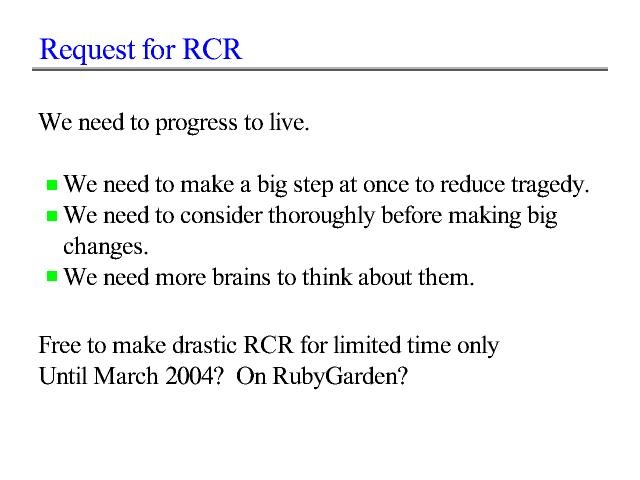 Request for RCR
We need to progress to live.
We need to make a big step at once to reduce tragedy.
We need to consider thoroughly before making big
changes.
We need more brains to think about them.
Free to make drastic RCR for limited time only
Until March 2004? On RubyGarden?